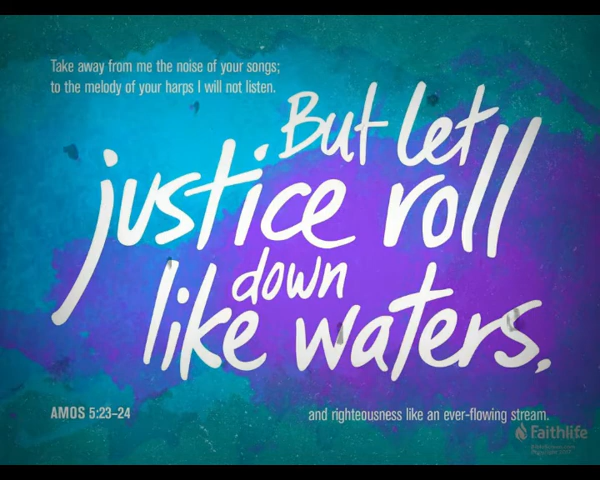 Take away from me the noise of your songs;
to the melody of your harps I will not listen.
But let
justice roll
down
like waters,
and righteousness like an ever-flowing stream.
AMOS 5:23–24
Faithlife